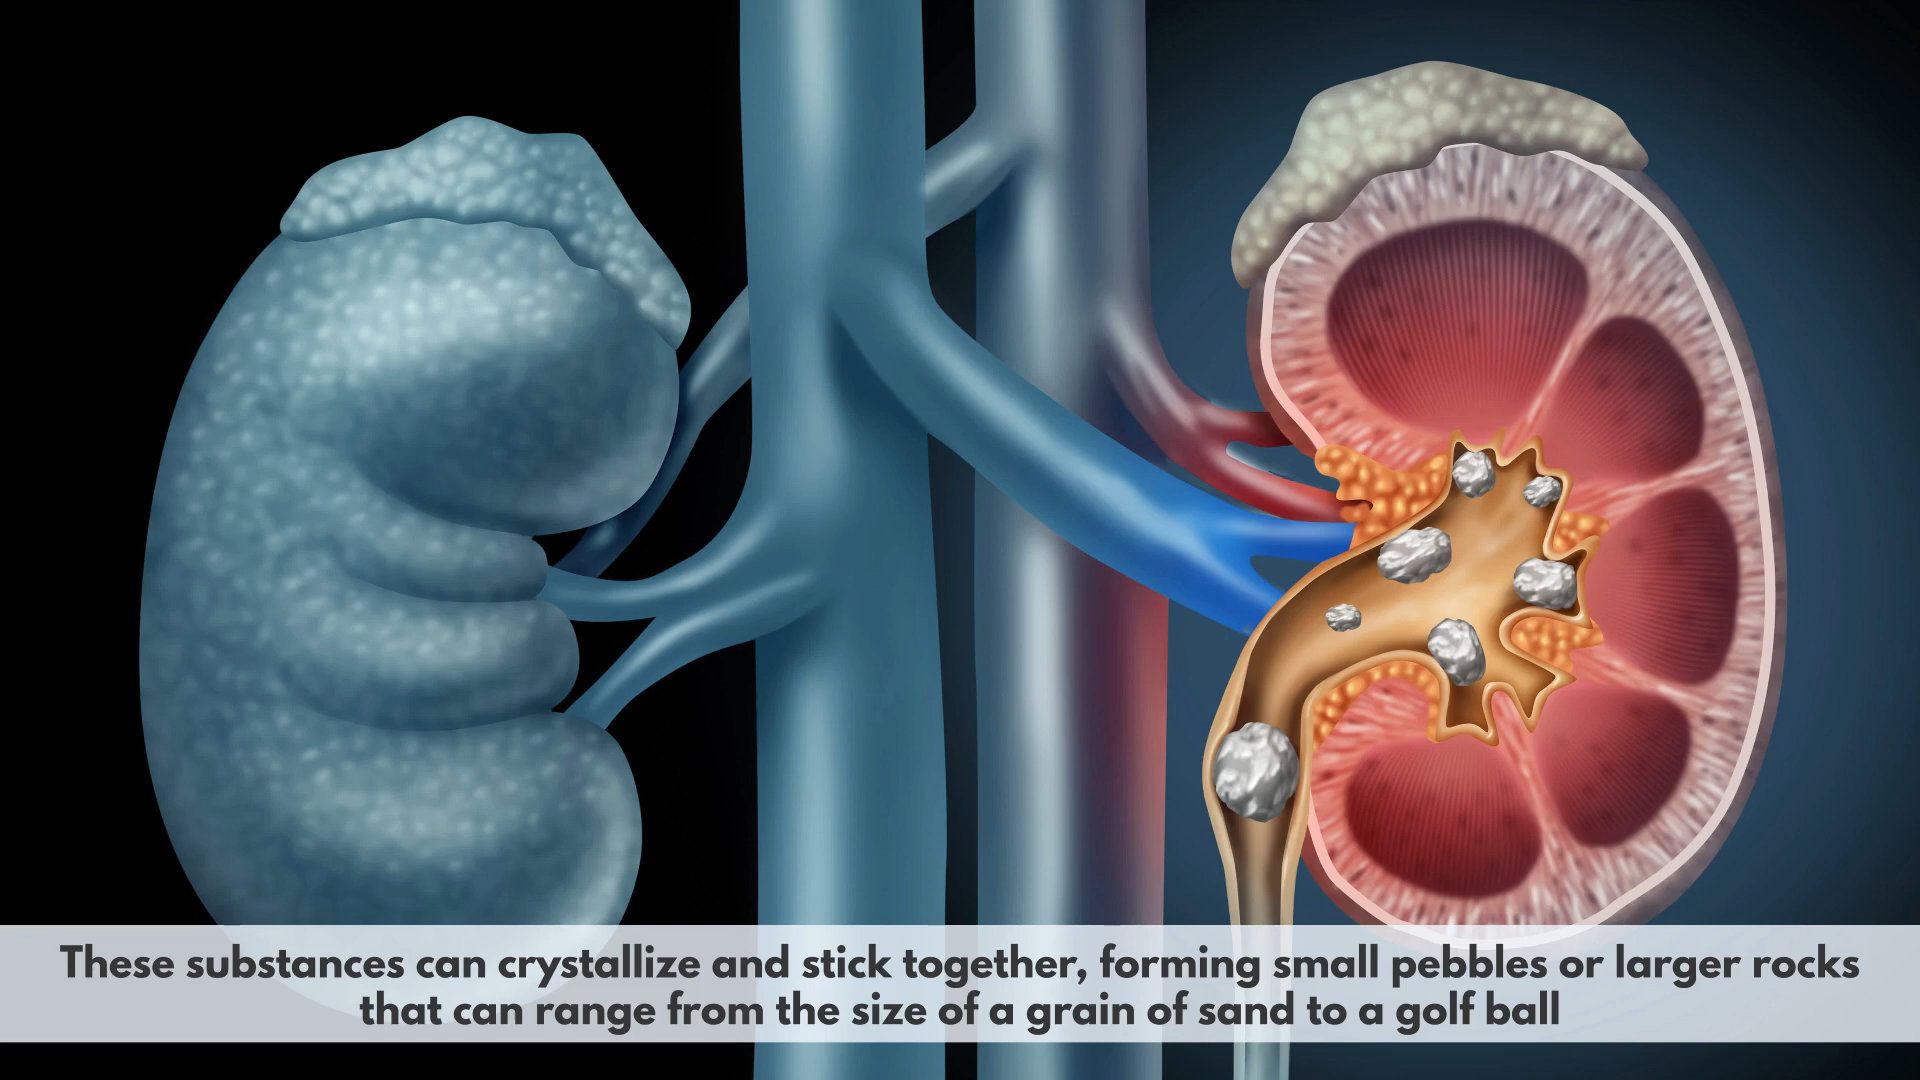 These substances can crystallize and stick together, forming small pebbles or larger rocks
that can range from the size of a grain of sand to a golf ball